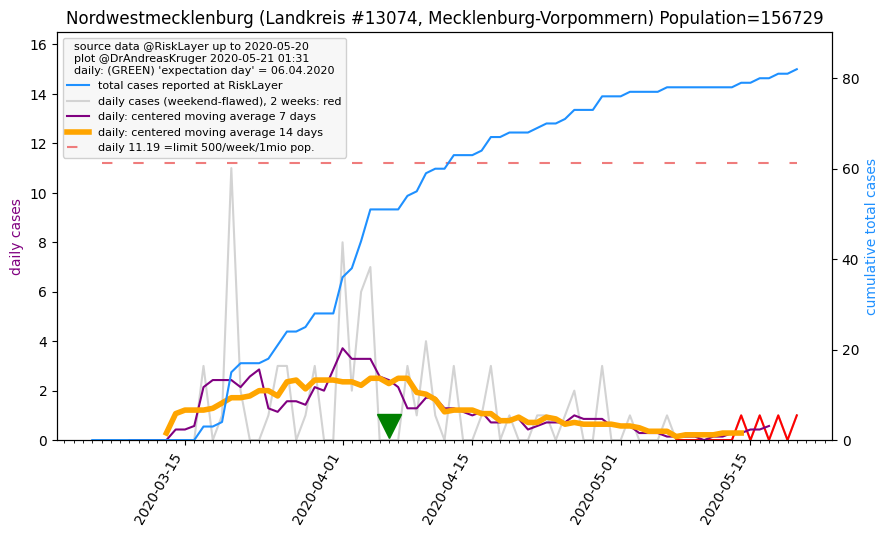 Nordwestmecklenburg (Landkreis #13074, Mecklenburg-Vorpommern) Population=156729
source data @RiskLayer up to 2020-05-20
plot @DrAndreasKruger 2020-05-21 01:31
daily: (GREEN) 'expectation day' = 06.04.2020
total cases reported at RiskLayer
daily cases (weekend-flawed), 2 weeks: red
daily: centered moving average 7 days
daily: centered moving average 14 days
daily 11.19 =limit 500/week/1mio pop.
daily cases
16
14
12
10
8
6
4
2
0
cumulative total cases
80
60
40
20
0
2020-03-15
2020-04-01
2020-04-15
2020-05-01
2020-05-15